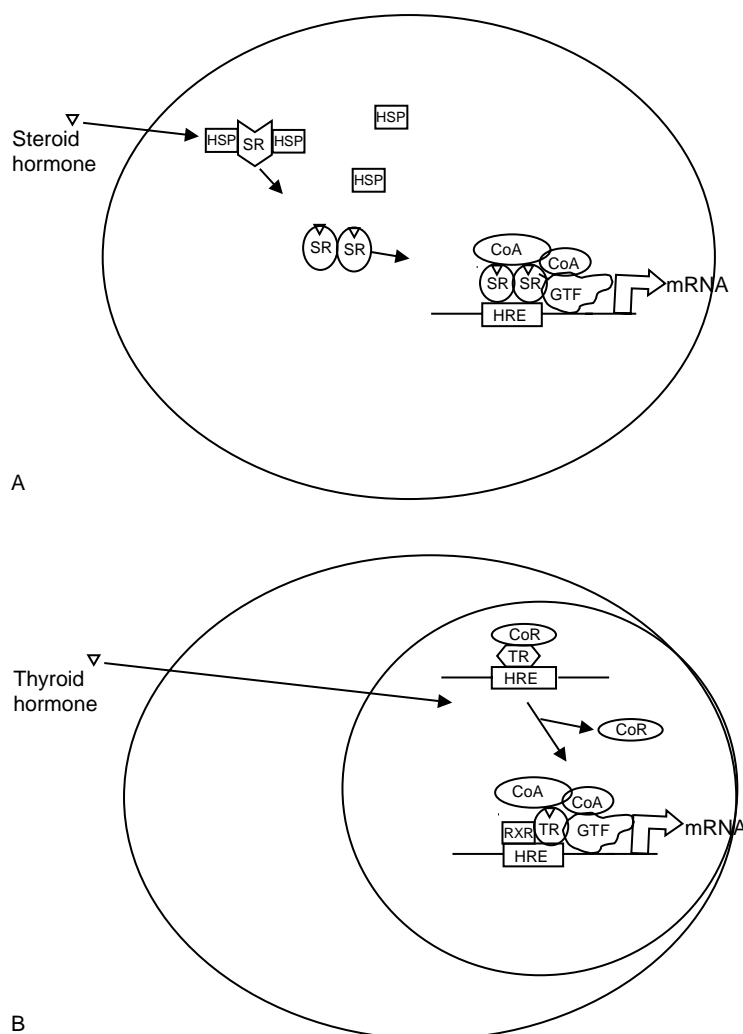 HSP
Steroid
hormone
HSP SR HSP
HSP
SR SR
CoA
CoA
SR SR GTF
mRNA
HRE
A
CoR
TR
HRE
Thyroid
hormone
CoR
CoA
CoA
RXR TR GTF
mRNA
HRE
B